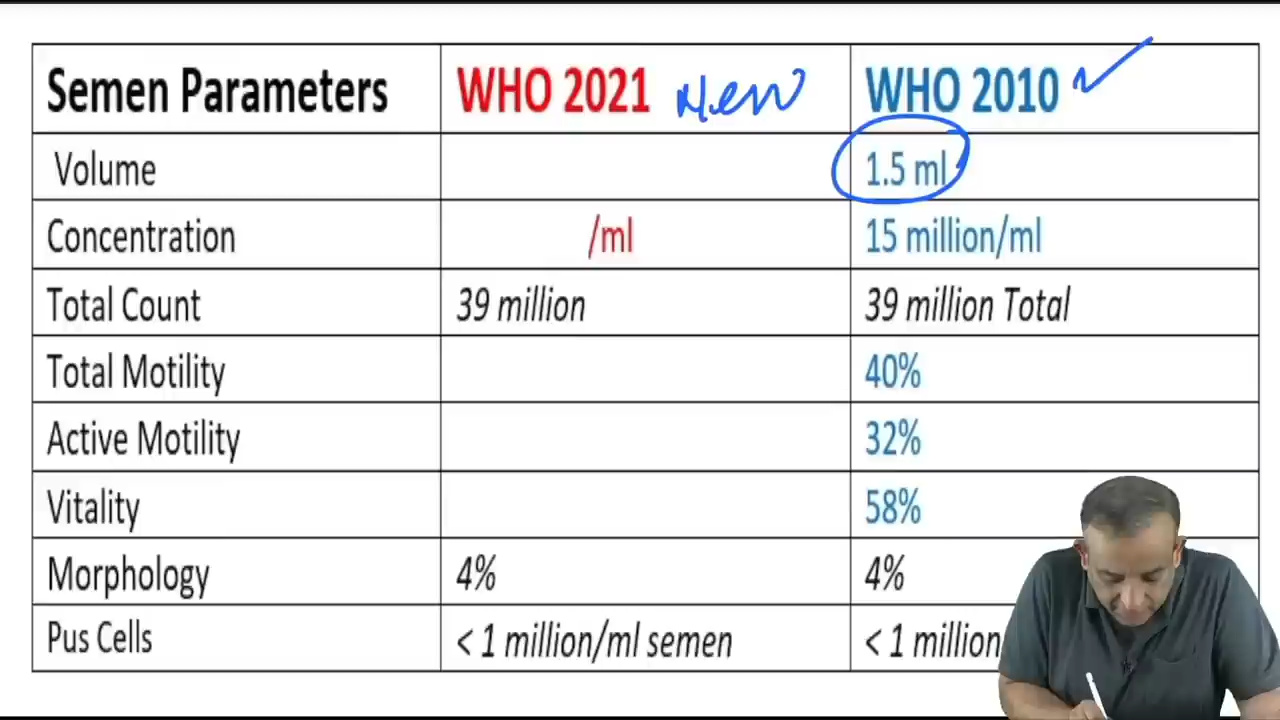 Semen Parameters WHO 2021 New WHO 2010
Volume 1.5 ml
Concentration /ml 15 million/ml
Total Count 39 million 39 million Total
Total Motility 40%
Active Motility 32%
Vitality 58%
Morphology 4% 4%
Pus Cells < 1 million/ml semen < 1 million